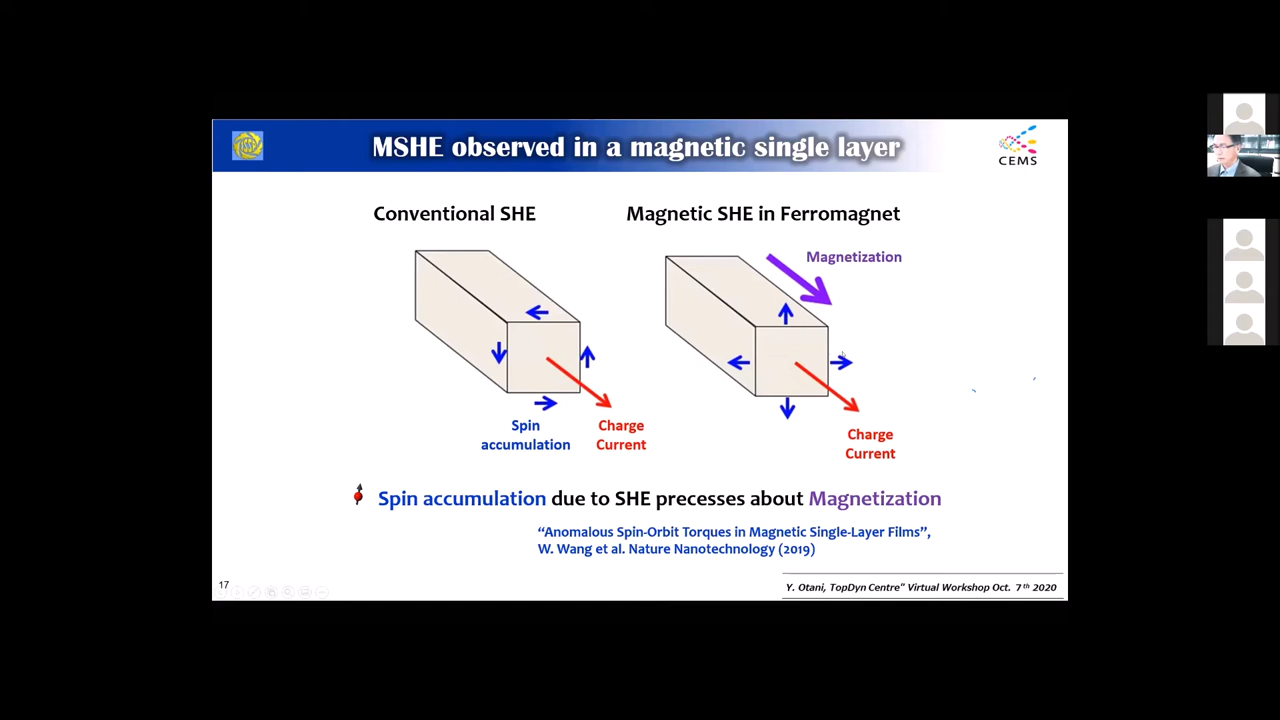 MSHE observed in a magnetic single layer
CEMS
Conventional SHE
Magnetic SHE in Ferromagnet
Magnetization
Spin
accumulation
Charge
Current
Charge
Current
Spin accumulation due to SHE precesses about Magnetization
“Anomalous Spin-Orbit Torques in Magnetic Single-Layer Films”,
W. Wang et al. Nature Nanotechnology (2019)
17
Y. Otani, TopDyn Centre" Virtual Workshop Oct. 7th 2020